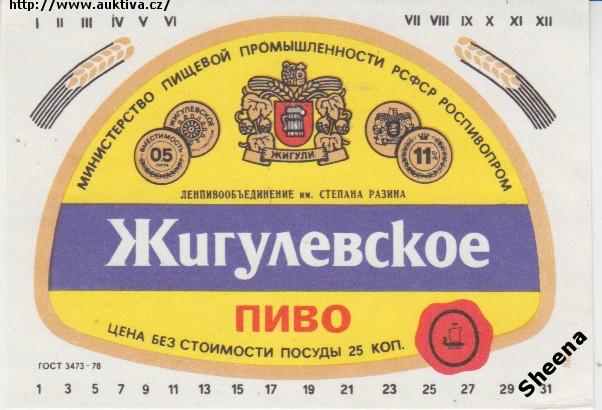 http://www.auktiva.cz/
I II III IV V VI VII VIII IX X XI XII
МИНИСТЕРСТВО ПИЩЕВОЙ ПРОМЫШЛЕННОСТИ РСФСР РОСПИВОПРОМ
ЖИГУЛЕВСКОЕ
ВМЕСТИМОСТЬ
05
ЛИТРА
11%
ЖИГУЛИ
ЛЕНПИВООБЪЕДИНЕНИЕ им. СТЕПАНА РАЗИНА
Жигулевское
ПИВО
ЦЕНА БЕЗ СТОИМОСТИ ПОСУДЫ 25 КОП.
ГОСТ 3473-78
1 3 5 7 9 11 13 15 17 19 21 23 25 27 29 31
Sheena